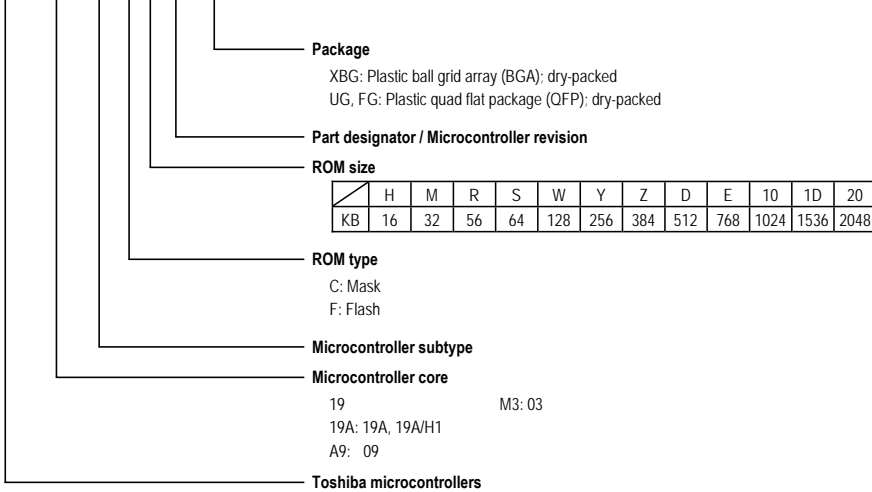 Package
XBG: Plastic ball grid array (BGA); dry-packed
UG, FG: Plastic quad flat package (QFP); dry-packed
Part designator / Microcontroller revision
ROM size
H M R S W Y Z D E 10 1D 20
KB 16 32 56 64 128 256 384 512 768 1024 1536 2048
ROM type
C: Mask
F: Flash
Microcontroller subtype
Microcontroller core
19 M3: 03
19A: 19A, 19A/H1
A9: 09
Toshiba microcontrollers